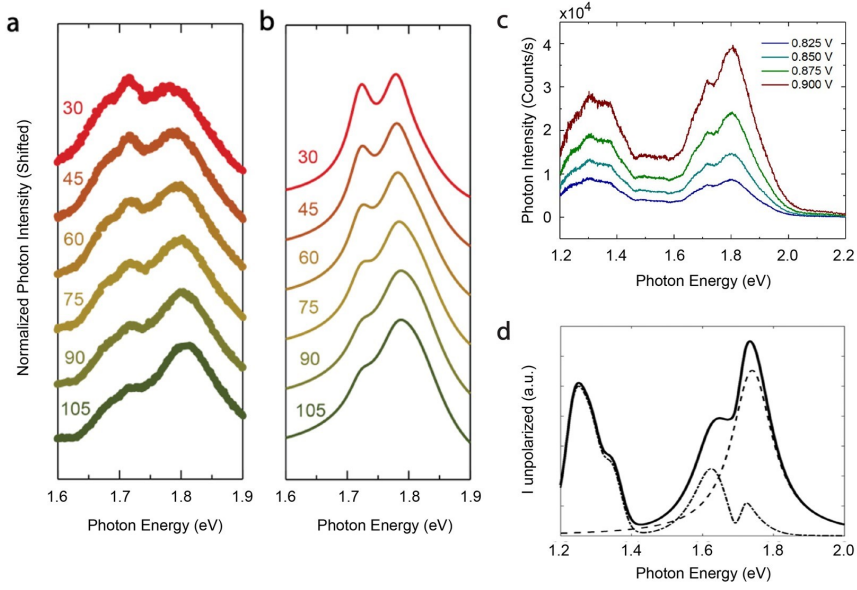 a
Normalized Photon Intensity (Shifted)
30
45
60
75
90
105
1.6 1.7 1.8 1.9
Photon Energy (eV)
b
30
45
60
75
90
105
1.6 1.7 1.8 1.9
Photon Energy (eV)
c
x10⁴
Photon Intensity (Counts/s)
4
3
2
1
0
0.825 V
0.850 V
0.875 V
0.900 V
1.2 1.4 1.6 1.8 2.0 2.2
Photon Energy (eV)
d
I unpolarized (a.u.)
1.2 1.4 1.6 1.8 2.0
Photon Energy (eV)